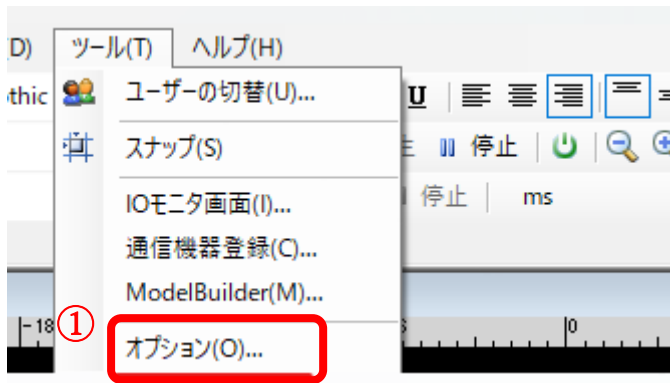 D) ツール(T) ヘルプ(H)
thic ユーザーの切替(U)... U
スナップ(S) 停止
IOモニタ画面(I)... 停止 ms
通信機器登録(C)...
ModelBuilder(M)...
① -18 0
オプション(O)...